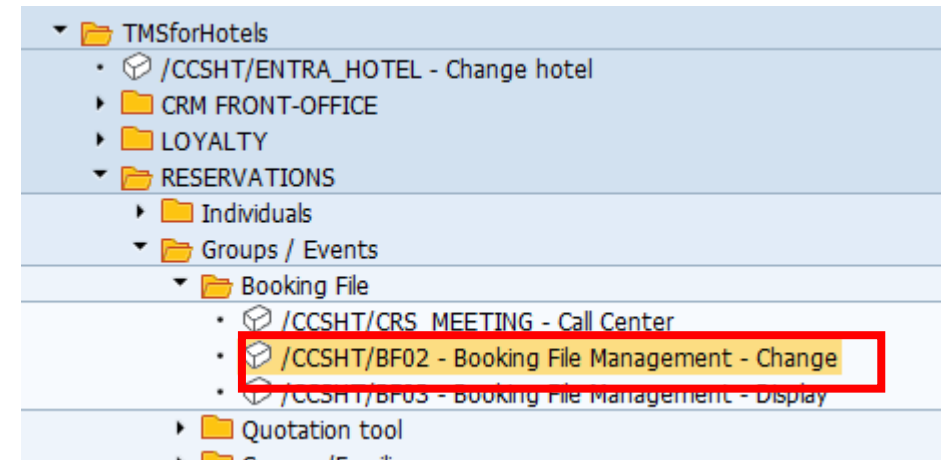 TMSforHotels
/CCSHT/ENTRA_HOTEL - Change hotel
CRM FRONT-OFFICE
LOYALTY
RESERVATIONS
Individuals
Groups / Events
Booking File
/CCSHT/CRS_MEETING - Call Center
/CCSHT/BF02 - Booking File Management - Change
/CCSHT/BF03 - Booking File Management - Display
Quotation tool